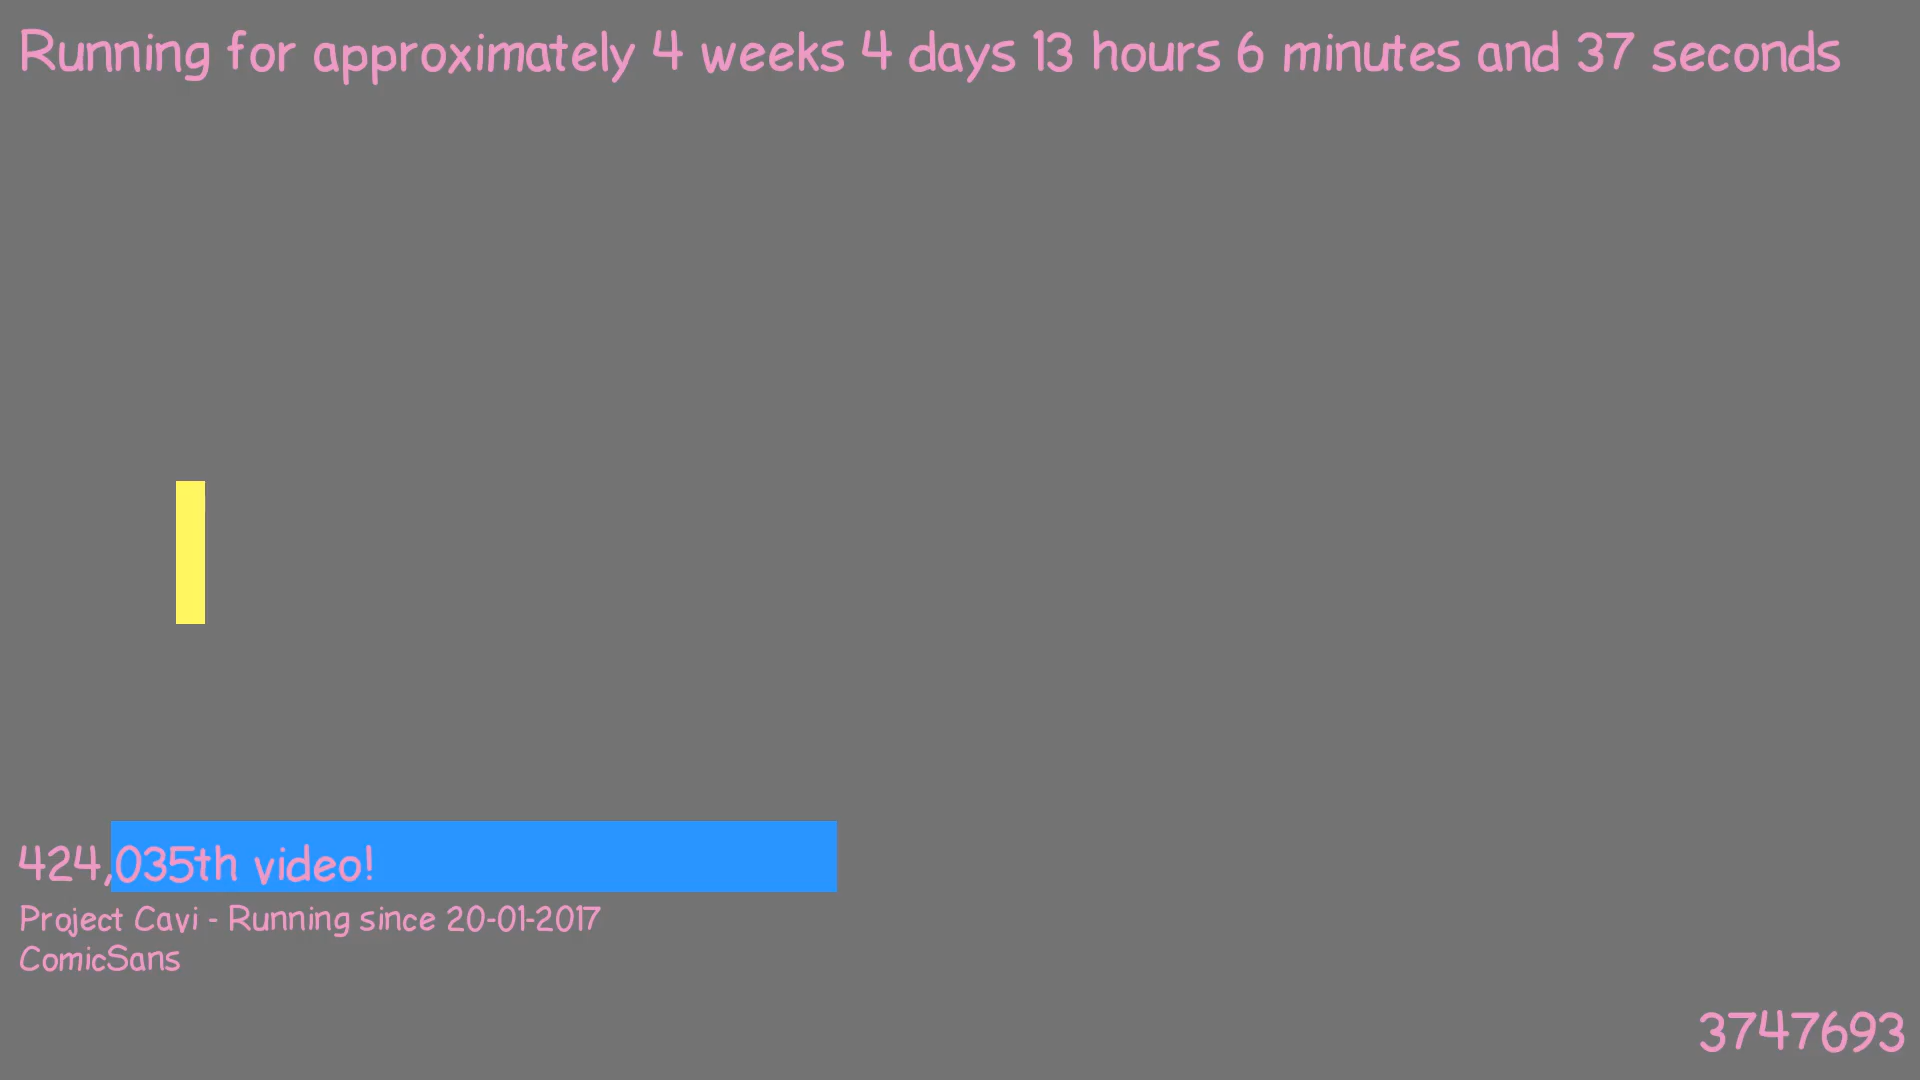 Running for approximately 4 weeks 4 days 13 hours 6 minutes and 37 seconds
424,035th video!
Project Cavi - Running since 20-01-2017
ComicSans
3747693